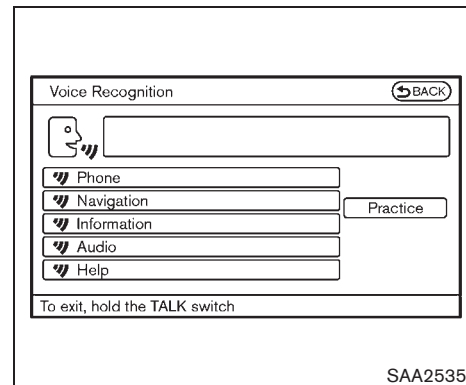 Voice Recognition
BACK
Phone
Navigation
Practice
Information
Audio
Help
To exit, hold the TALK switch
SAA2535